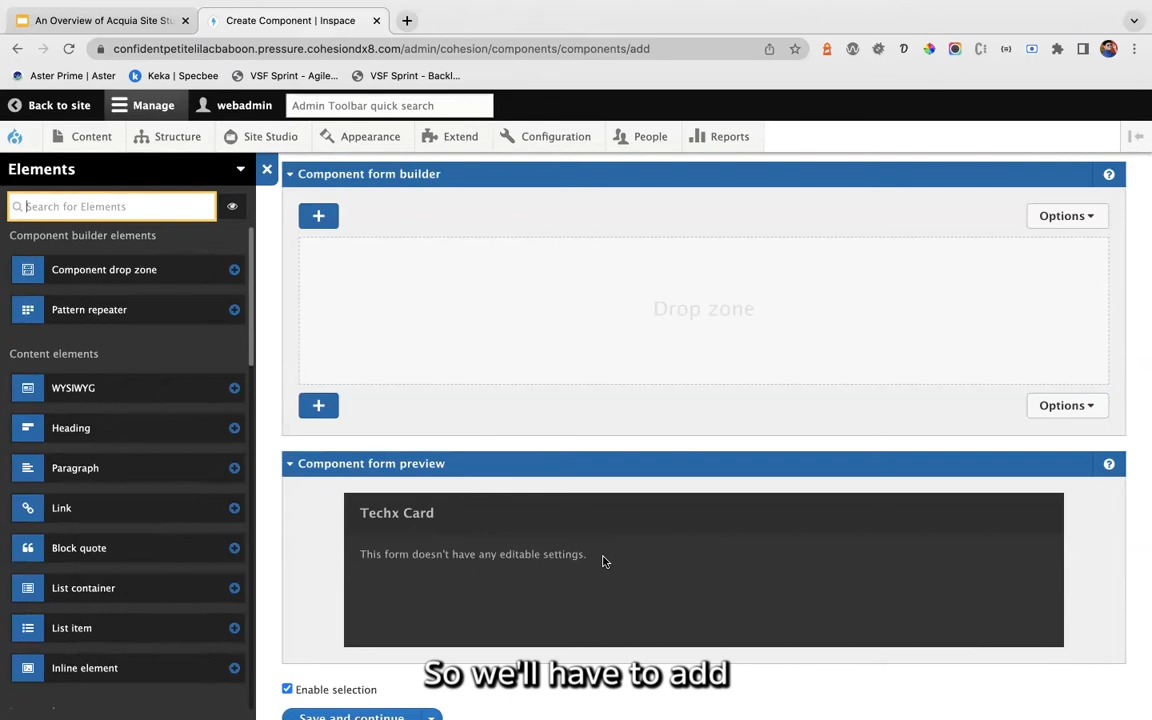 An Overview of Acquia Site Stu
Create Component | Inspace
confidentpetitelilacbaboon.pressure.cohesiondx8.com/admin/cohesion/components/components/add
Aster Prime | Aster
Keka | Specbee
VSF Sprint - Agile...
VSF Sprint - Backl...
Back to site
Manage
webadmin
Admin Toolbar quick search
Content
Structure
Site Studio
Appearance
Extend
Configuration
People
Reports
Elements
Search for Elements
Component builder elements
Component drop zone
Pattern repeater
Content elements
WYSIWYG
Heading
Paragraph
Link
Block quote
List container
List item
Inline element
Component form builder
Options
Drop zone
Options
Component form preview
Techx Card
This form doesn't have any editable settings.
So we'll have to add
Enable selection
Save and continue